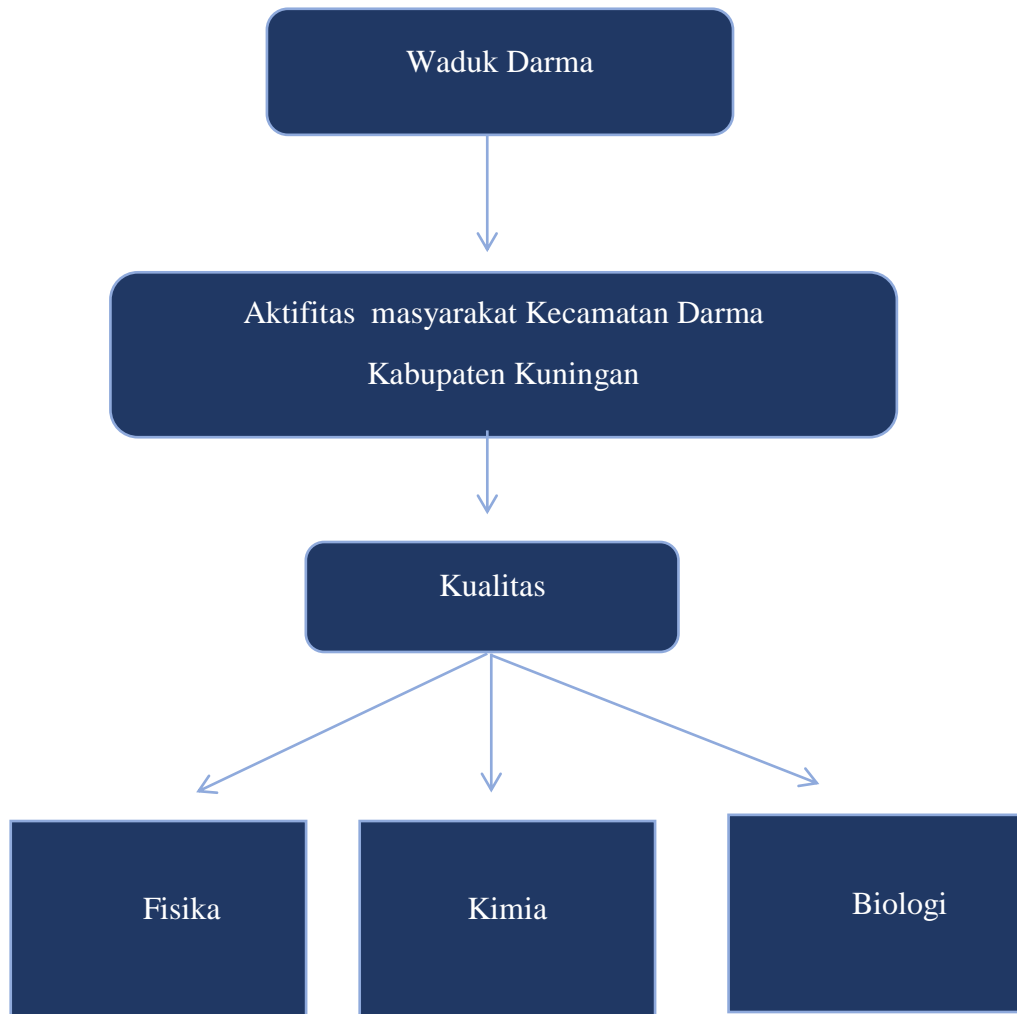 Waduk Darma
Aktifitas  masyarakat Kecamatan Darma
Kabupaten Kuningan
Kualitas
Fisika
Kimia
Biologi